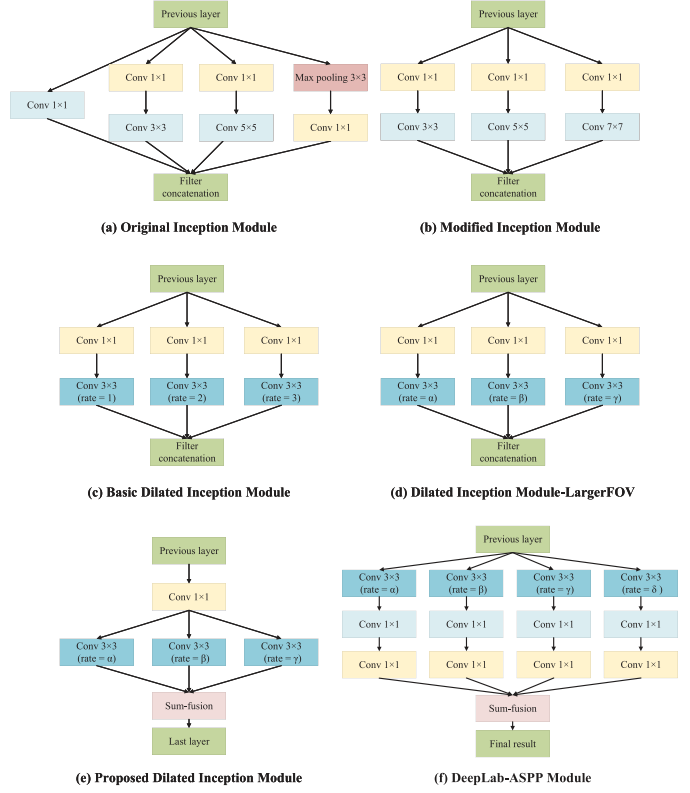 Previous layer
Conv 1×1
Conv 1×1
Max pooling 3×3
Conv 1×1
Conv 3×3
Conv 5×5
Conv 1×1
Filter
concatenation
(a) Original Inception Module
Previous layer
Conv 1×1
Conv 1×1
Conv 1×1
Conv 3×3
Conv 5×5
Conv 7×7
Filter
concatenation
(b) Modified Inception Module
Previous layer
Conv 1×1
Conv 1×1
Conv 1×1
Conv 3×3
(rate = 1)
Conv 3×3
(rate = 2)
Conv 3×3
(rate = 3)
Filter
concatenation
(c) Basic Dilated Inception Module
Previous layer
Conv 1×1
Conv 1×1
Conv 1×1
Conv 3×3
(rate = α)
Conv 3×3
(rate = β)
Conv 3×3
(rate = γ)
Filter
concatenation
(d) Dilated Inception Module-LargerFOV
Previous layer
Conv 1×1
Conv 3×3
(rate = α)
Conv 3×3
(rate = β)
Conv 3×3
(rate = γ)
Sum-fusion
Last layer
(e) Proposed Dilated Inception Module
Previous layer
Conv 3×3
(rate = α)
Conv 3×3
(rate = β)
Conv 3×3
(rate = γ)
Conv 3×3
(rate = δ )
Conv 1×1
Conv 1×1
Conv 1×1
Conv 1×1
Conv 1×1
Conv 1×1
Conv 1×1
Conv 1×1
Sum-fusion
Final result
(f) DeepLab-ASPP Module